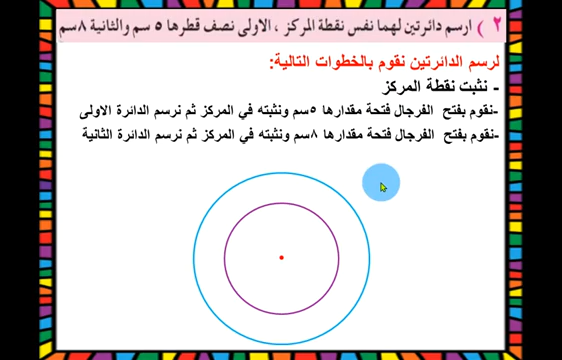 ٢ ) ارسم دائرتين لهما نفس نقطة المركز ، الاولى نصف قطرها ٥ سم والثانية ٨سم
لرسم الدائرتين نقوم بالخطوات التالية:
- نثبت نقطة المركز
-نقوم بفتح الفرجال فتحة مقدارها ٥سم ونثبته في المركز ثم نرسم الدائرة الاولى
-نقوم بفتح الفرجال فتحة مقدارها ٨سم ونثبته في المركز ثم نرسم الدائرة الثانية